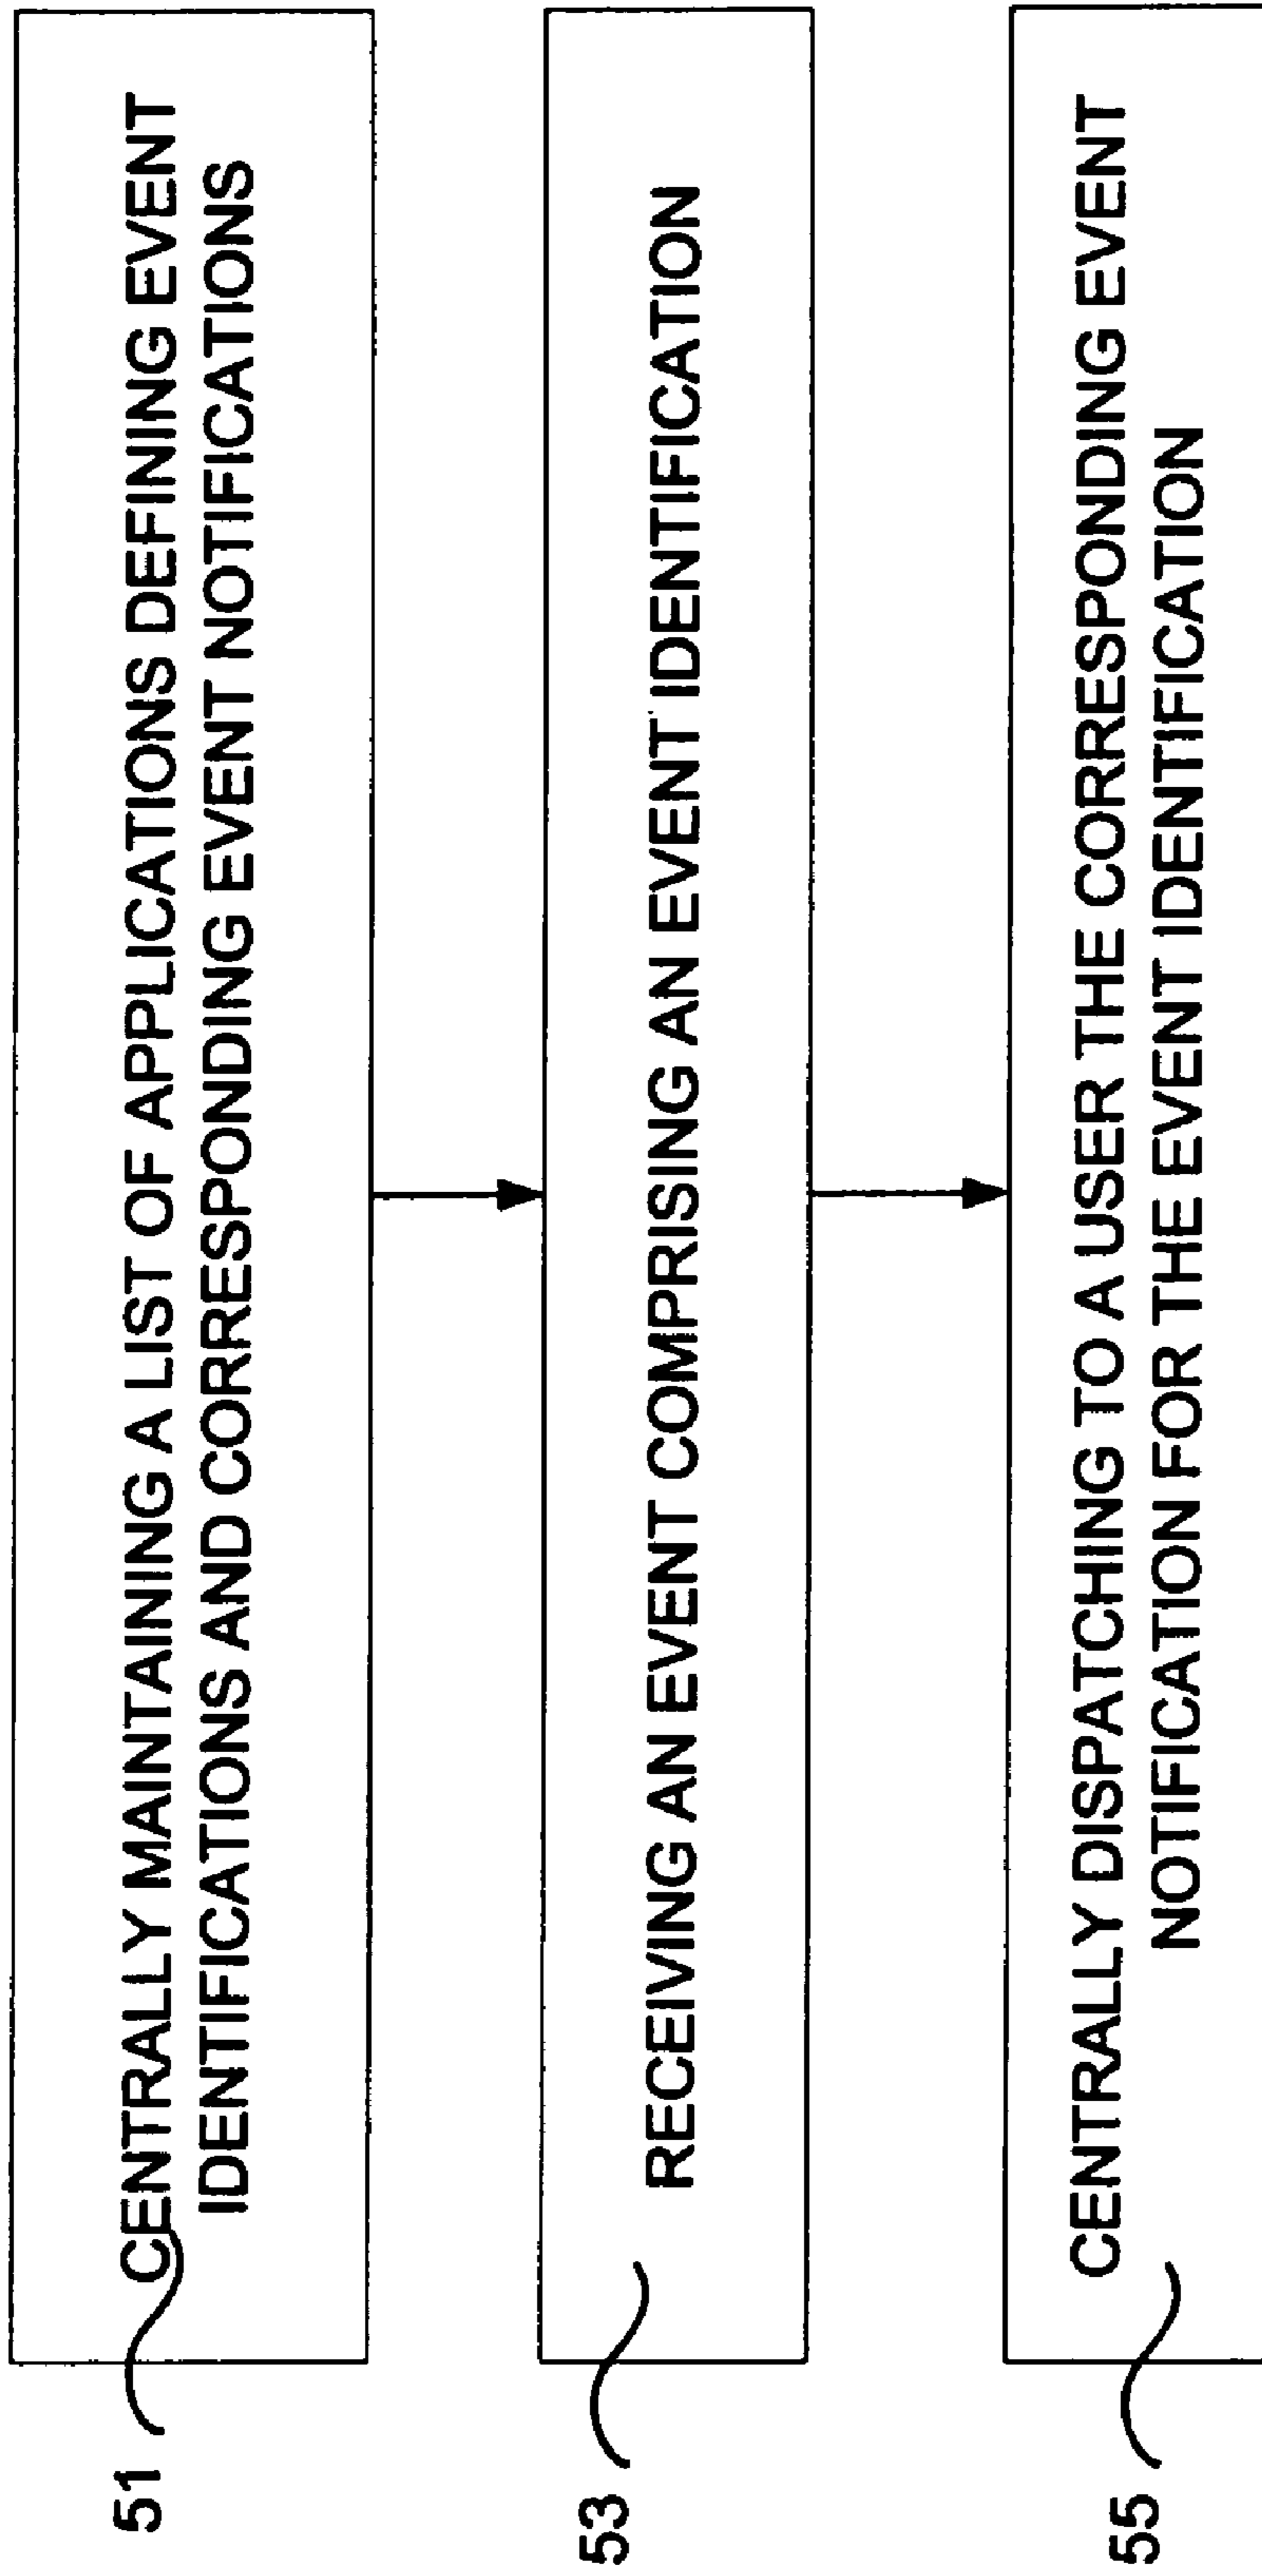 51
CENTRALLY MAINTAINING A LIST OF APPLICATIONS DEFINING EVENT
IDENTIFICATIONS AND CORRESPONDING EVENT NOTIFICATIONS
53
RECEIVING AN EVENT COMPRISING AN EVENT IDENTIFICATION
55
CENTRALLY DISPATCHING TO A USER THE CORRESPONDING EVENT
NOTIFICATION FOR THE EVENT IDENTIFICATION